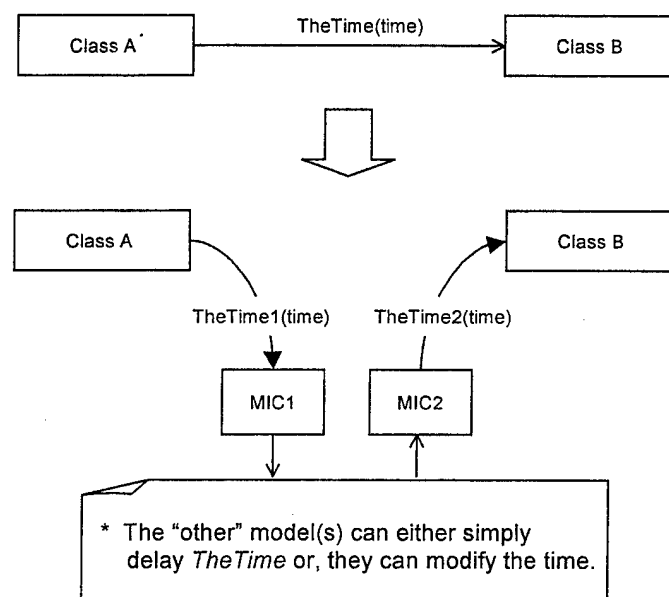 TheTime(time)
Class A
Class B
Class A
Class B
TheTime1(time)
TheTime2(time)
MIC1
MIC2
* The “other” model(s) can either simply
delay TheTime or, they can modify the time.